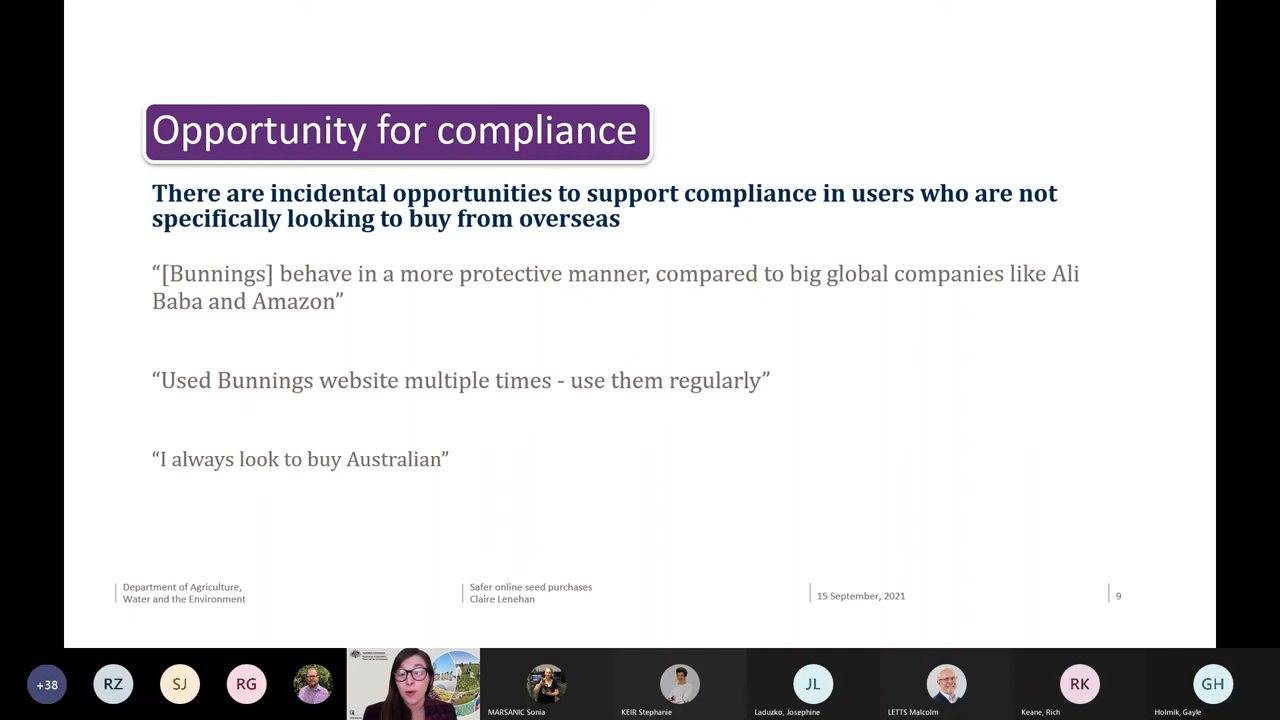 Opportunity for compliance
There are incidental opportunities to support compliance in users who are not
specifically looking to buy from overseas
“[Bunnings] behave in a more protective manner, compared to big global companies like Ali
Baba and Amazon”
“Used Bunnings website multiple times - use them regularly”
“I always look to buy Australian”
Department of Agriculture,
Water and the Environment
Safer online seed purchases
Claire Lenehan
15 September, 2021
9
+38
RZ
SJ
RG
MARSANIC Sonia
KEIR Stephanie
JL
Laduzko, Josephine
LETTS Malcolm
RK
Keane, Rich
GH
Holmik, Gayle